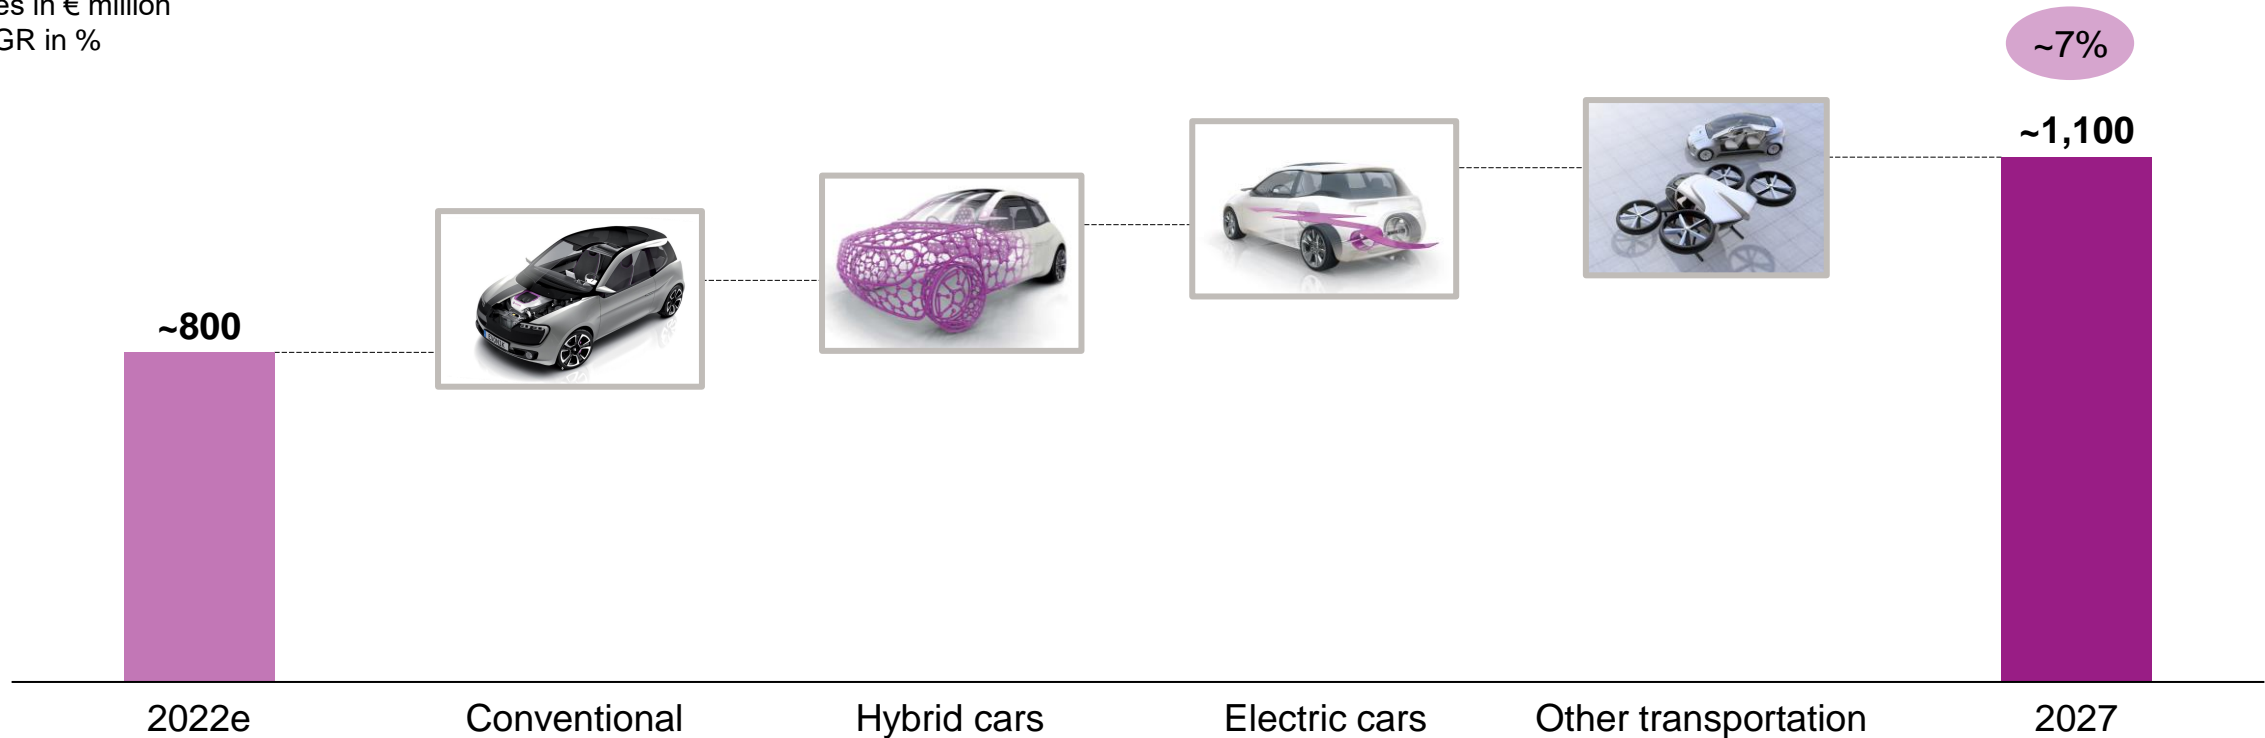 es in € million
GR in %
~7%
~1,100
~800
2022e
Conventional
Hybrid cars
Electric cars
Other transportation
2027